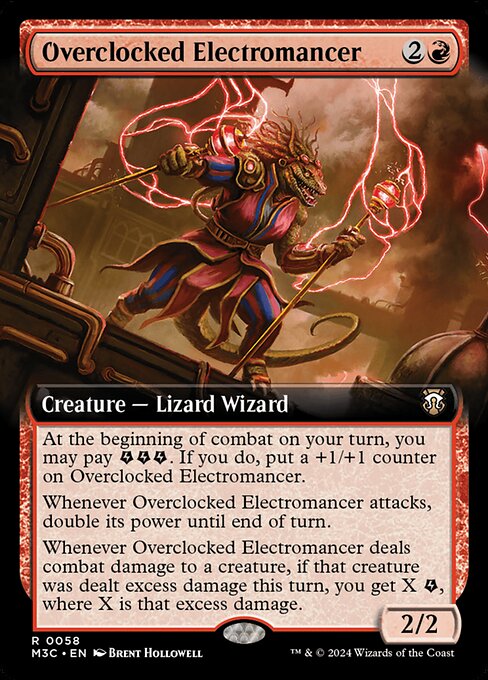 Overclocked Electromancer 2
Creature — Lizard Wizard
At the beginning of combat on your turn, you
may pay. If you do, put a +1/+1 counter
on Overclocked Electromancer.
Whenever Overclocked Electromancer attacks,
double its power until end of turn.
Whenever Overclocked Electromancer deals
combat damage to a creature, if that creature
was dealt excess damage this turn, you get X ,
where X is that excess damage.
2/2
R 0058
M3C • EN Brent Hollowell
™ & © 2024 Wizards of the Coast